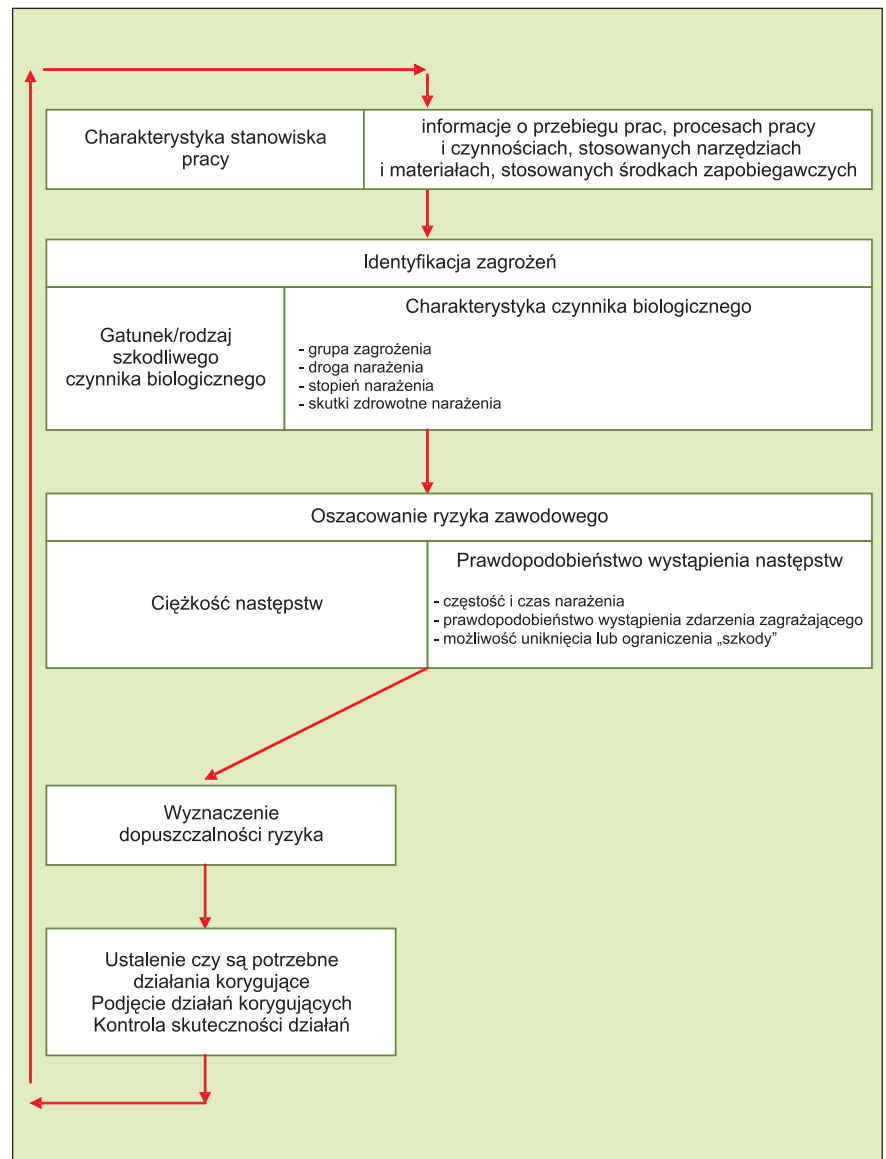 Charakterystyka stanowiska
pracy
informacje o przebiegu prac, procesach pracy
i czynnościach, stosowanych narzędziach
i materiałach, stosowanych środkach zapobiegawczych
Identyfikacja zagrożeń
Gatunek/rodzaj
szkodliwego
czynnika biologicznego
Charakterystyka czynnika biologicznego
- grupa zagrożenia
- droga narażenia
- stopień narażenia
- skutki zdrowotne narażenia
Oszacowanie ryzyka zawodowego
Ciężkość następstw
Prawdopodobieństwo wystąpienia następstw
- częstość i czas narażenia
- prawdopodobieństwo wystąpienia zdarzenia zagrażającego
- możliwość uniknięcia lub ograniczenia „szkody”
Wyznaczenie
dopuszczalności ryzyka
Ustalenie czy są potrzebne
działania korygujące
Podjęcie działań korygujących
Kontrola skuteczności działań